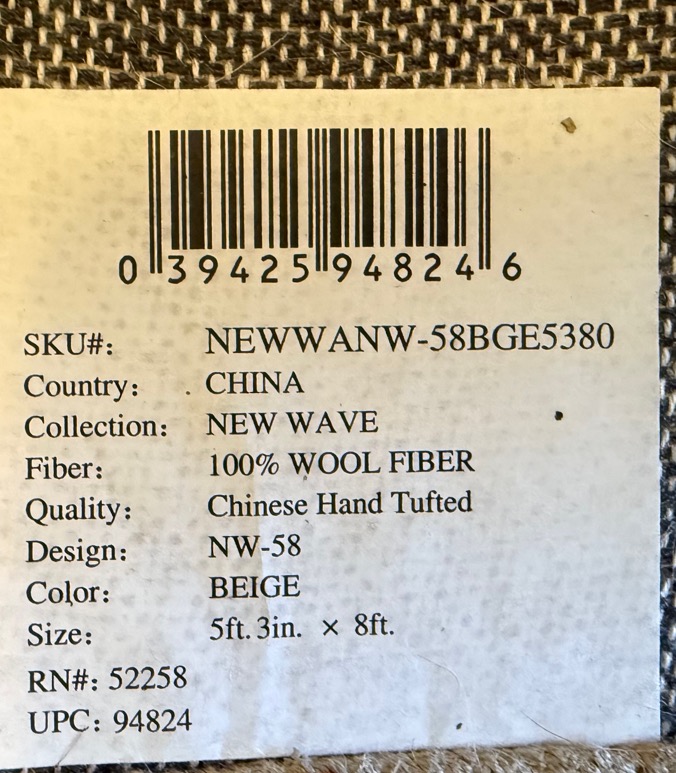 0 39425 94824 6
SKU#: NEWWANW-58BGE5380
Country: CHINA
Collection: NEW WAVE
Fiber: 100% WOOL FIBER
Quality: Chinese Hand Tufted
Design: NW-58
Color: BEIGE
Size: 5ft. 3in. × 8ft.
RN#: 52258
UPC: 94824